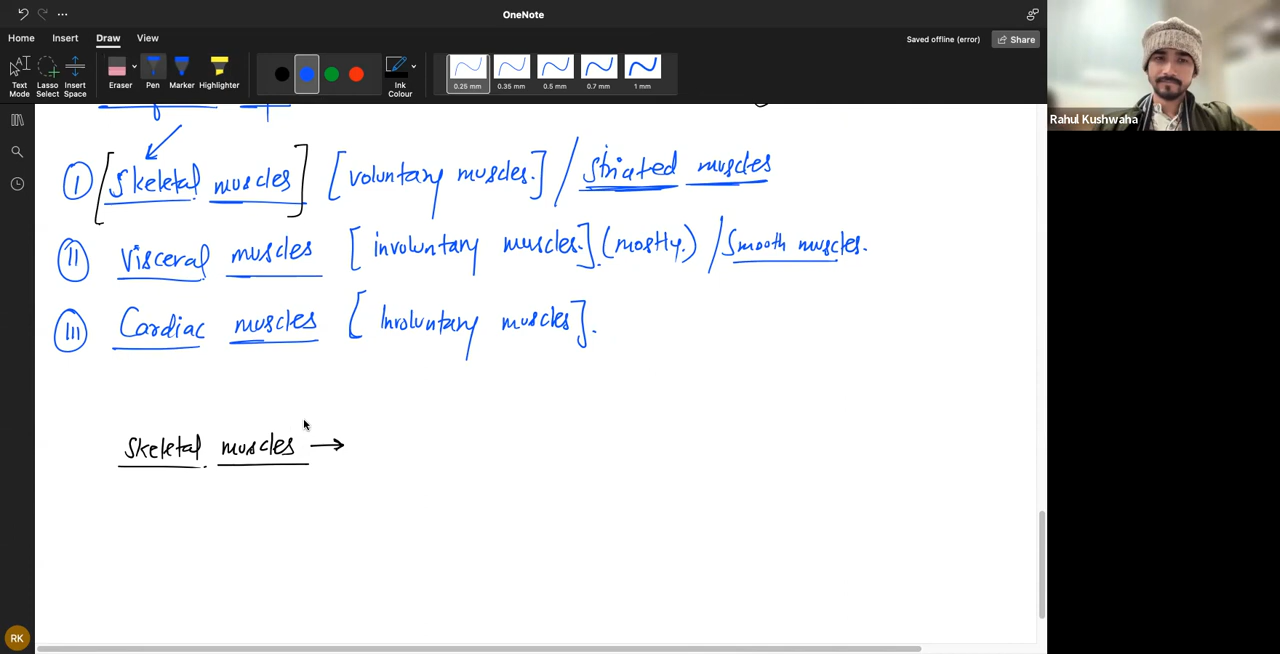 OneNote
Home Insert Draw View
Saved offline (error) Share
Text Mode Lasso Select Insert Space Eraser Pen Marker Highlighter Ink Colour 0.25 mm 0.35 mm 0.5 mm 0.7 mm 1 mm
Rahul Kushwaha
(I) [Skeletal muscles] [voluntary muscles.] / Striated muscles
(II) Visceral muscles [involuntary muscles.] (mostly.) / Smooth muscles.
(III) Cardiac muscles [Involuntary muscles].
Skeletal muscles →
RK